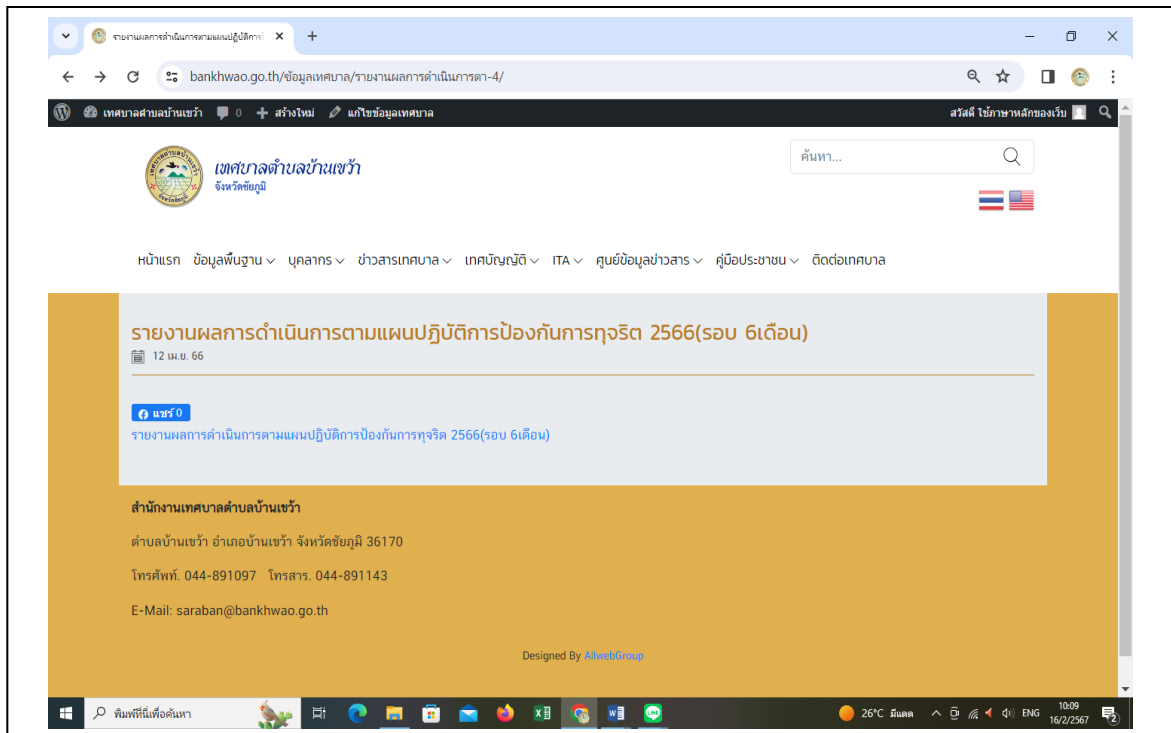 รายงานผลการดำเนินการตามแผนปฏิบัติการป้
bankhwao.go.th/ข้อมูลเทศบาล/รายงานผลการดำเนินการตา-4/
เทศบาลตำบลบ้านเขว้า 0 + สร้างใหม่ แก้ไขข้อมูลเทศบาล สวัสดี ใช้ภาษาหลักของเว็บ
เทศบาลตำบลบ้านเขว้า
จังหวัดชัยภูมิ
ค้นหา...
หน้าแรก ข้อมูลพื้นฐาน บุคลากร ข่าวสารเทศบาล เทศบัญญัติ ITA ศูนย์ข้อมูลข่าวสาร คู่มือประชาชน ติดต่อเทศบาล
รายงานผลการดำเนินการตามแผนปฏิบัติการป้องกันการทุจริต 2566(รอบ 6เดือน)
12 เม.ย. 66
แชร์ 0
รายงานผลการดำเนินการตามแผนปฏิบัติการป้องกันการทุจริต 2566(รอบ 6เดือน)
สำนักงานเทศบาลตำบลบ้านเขว้า
ตำบลบ้านเขว้า อำเภอบ้านเขว้า จังหวัดชัยภูมิ 36170
โทรศัพท์. 044-891097 โทรสาร. 044-891143
E-Mail: saraban@bankhwao.go.th
Designed By AllwebGroup
พิมพ์ที่นี่เพื่อค้นหา 26°C มีแดด ENG 10:09
16/2/2567 2